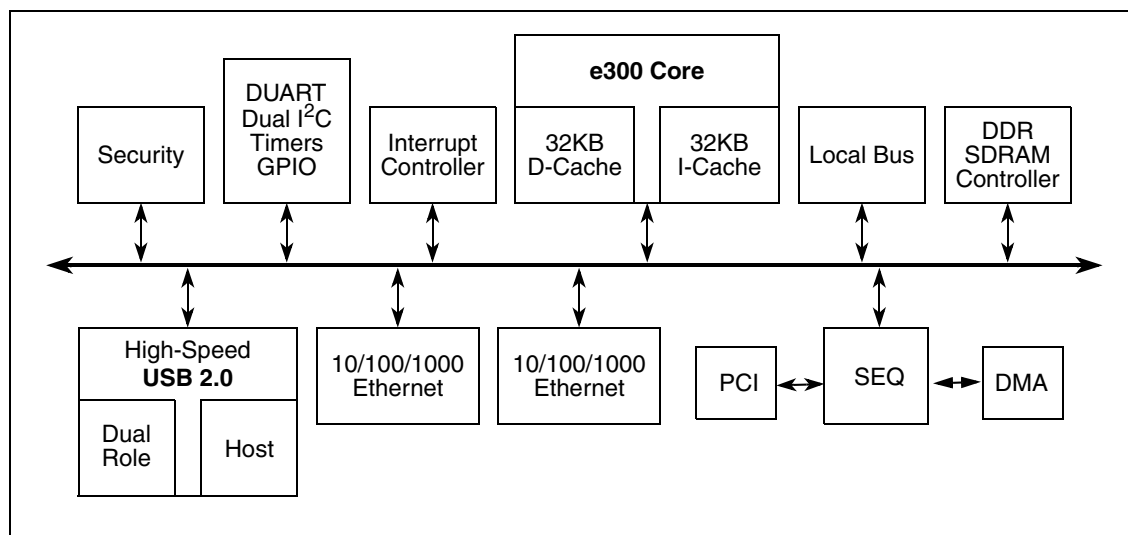 e300 Core
Security
DUART
Dual I²C
Timers
GPIO
Interrupt
Controller
32KB
D-Cache
32KB
I-Cache
Local Bus
DDR
SDRAM
Controller
High-Speed
USB 2.0
Dual
Role
Host
10/100/1000
Ethernet
10/100/1000
Ethernet
PCI
SEQ
DMA